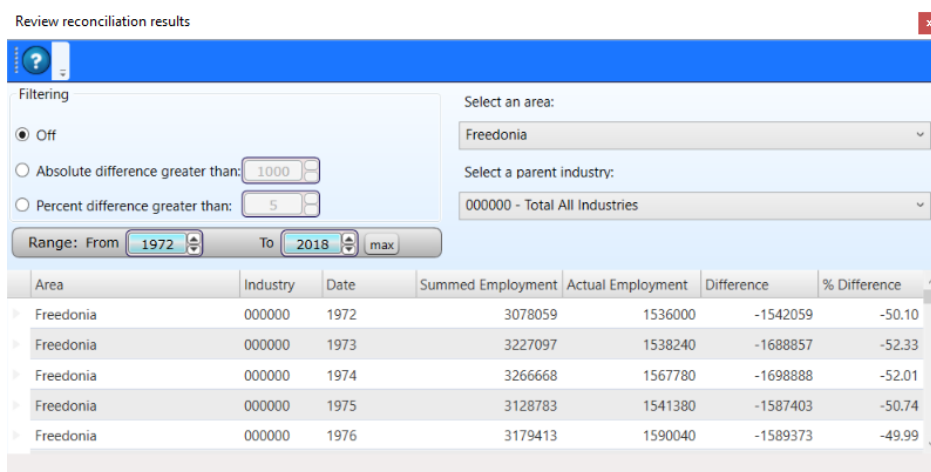 Review reconciliation results
x
?
Filtering
Off
Absolute difference greater than: 1000
Percent difference greater than: 5
Select an area:
Freedonia
Select a parent industry:
000000 - Total All Industries
Range: From 1972 To 2018 max
Area Industry Date Summed Employment Actual Employment Difference % Difference
Freedonia 000000 1972 3078059 1536000 -1542059 -50.10
Freedonia 000000 1973 3227097 1538240 -1688857 -52.33
Freedonia 000000 1974 3266668 1567780 -1698888 -52.01
Freedonia 000000 1975 3128783 1541380 -1587403 -50.74
Freedonia 000000 1976 3179413 1590040 -1589373 -49.99